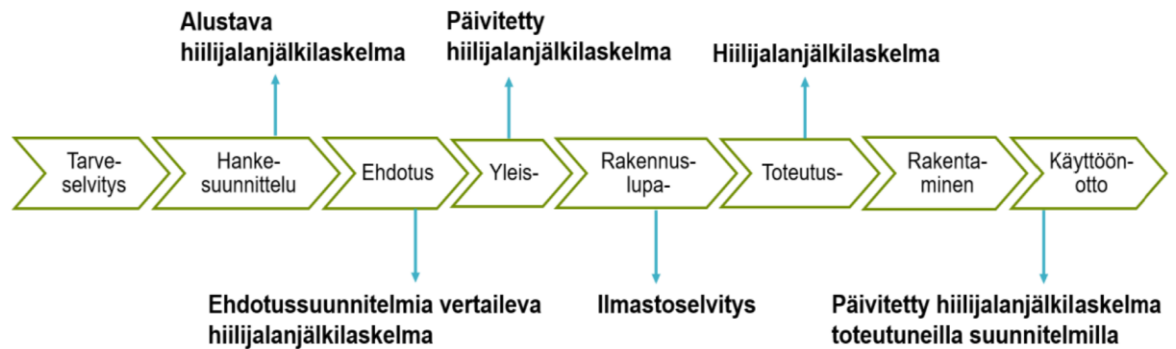 Alustava
hiilijalanjälkilaskelma
Päivitetty
hiilijalanjälkilaskelma
Hiilijalanjälkilaskelma
Tarve-
selvitys
Hanke-
suunnittelu
Ehdotus
Yleis-
Rakennus-
lupa-
Toteutus-
Rakenta-
minen
Käyttöön-
otto
Ehdotussuunnitelmia vertaileva
hiilijalanjälkilaskelma
Ilmastoselvitys
Päivitetty hiilijalanjälkilaskelma
toteutuneilla suunnitelmilla